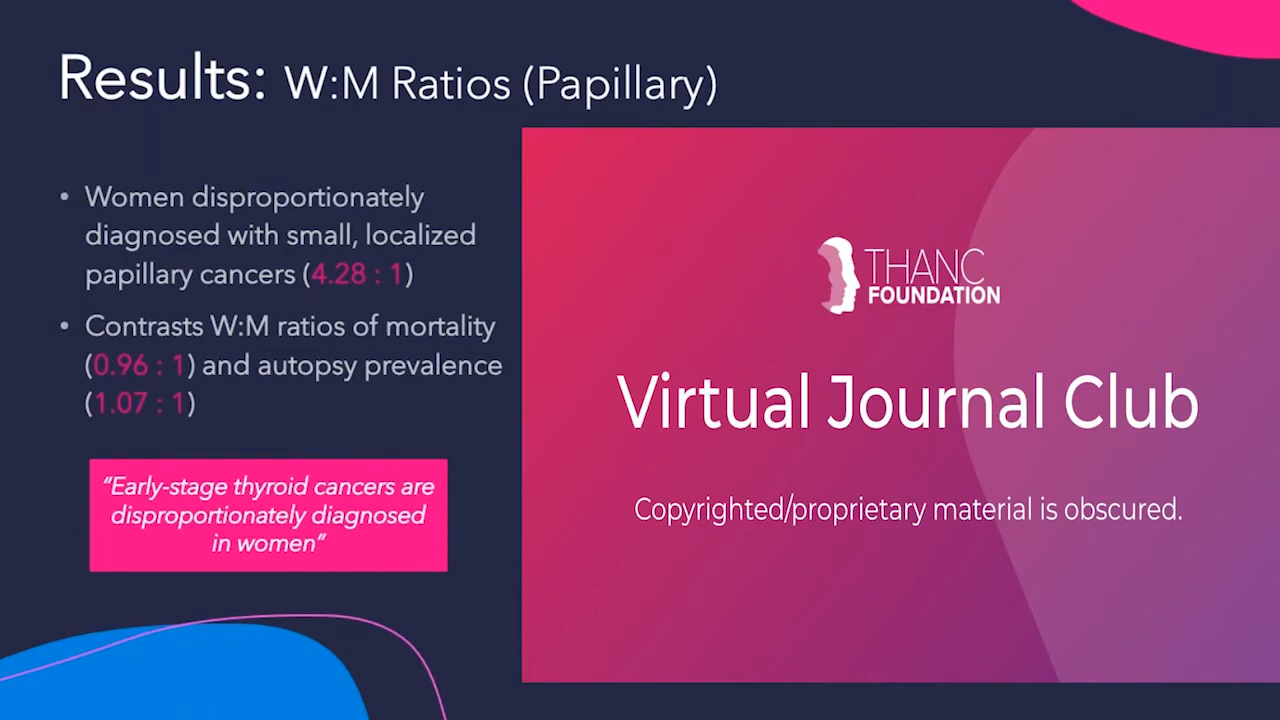 Results: W:M Ratios (Papillary)
• Women disproportionately
diagnosed with small, localized
papillary cancers (4.28 : 1)
• Contrasts W:M ratios of mortality
(0.96 : 1) and autopsy prevalence
(1.07 : 1)
“Early-stage thyroid cancers are
disproportionately diagnosed
in women”
THANC
FOUNDATION
Virtual Journal Club
Copyrighted/proprietary material is obscured.